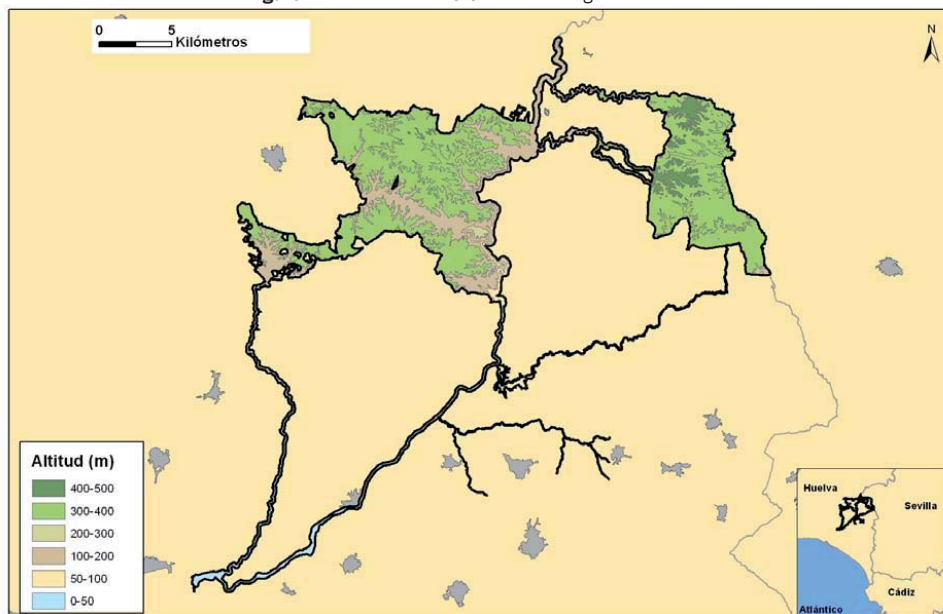 0 5
Kilómetros
N
Altitud (m)
400-500
300-400
200-300
100-200
50-100
0-50
Huelva
Sevilla
Cádiz
Atlántico